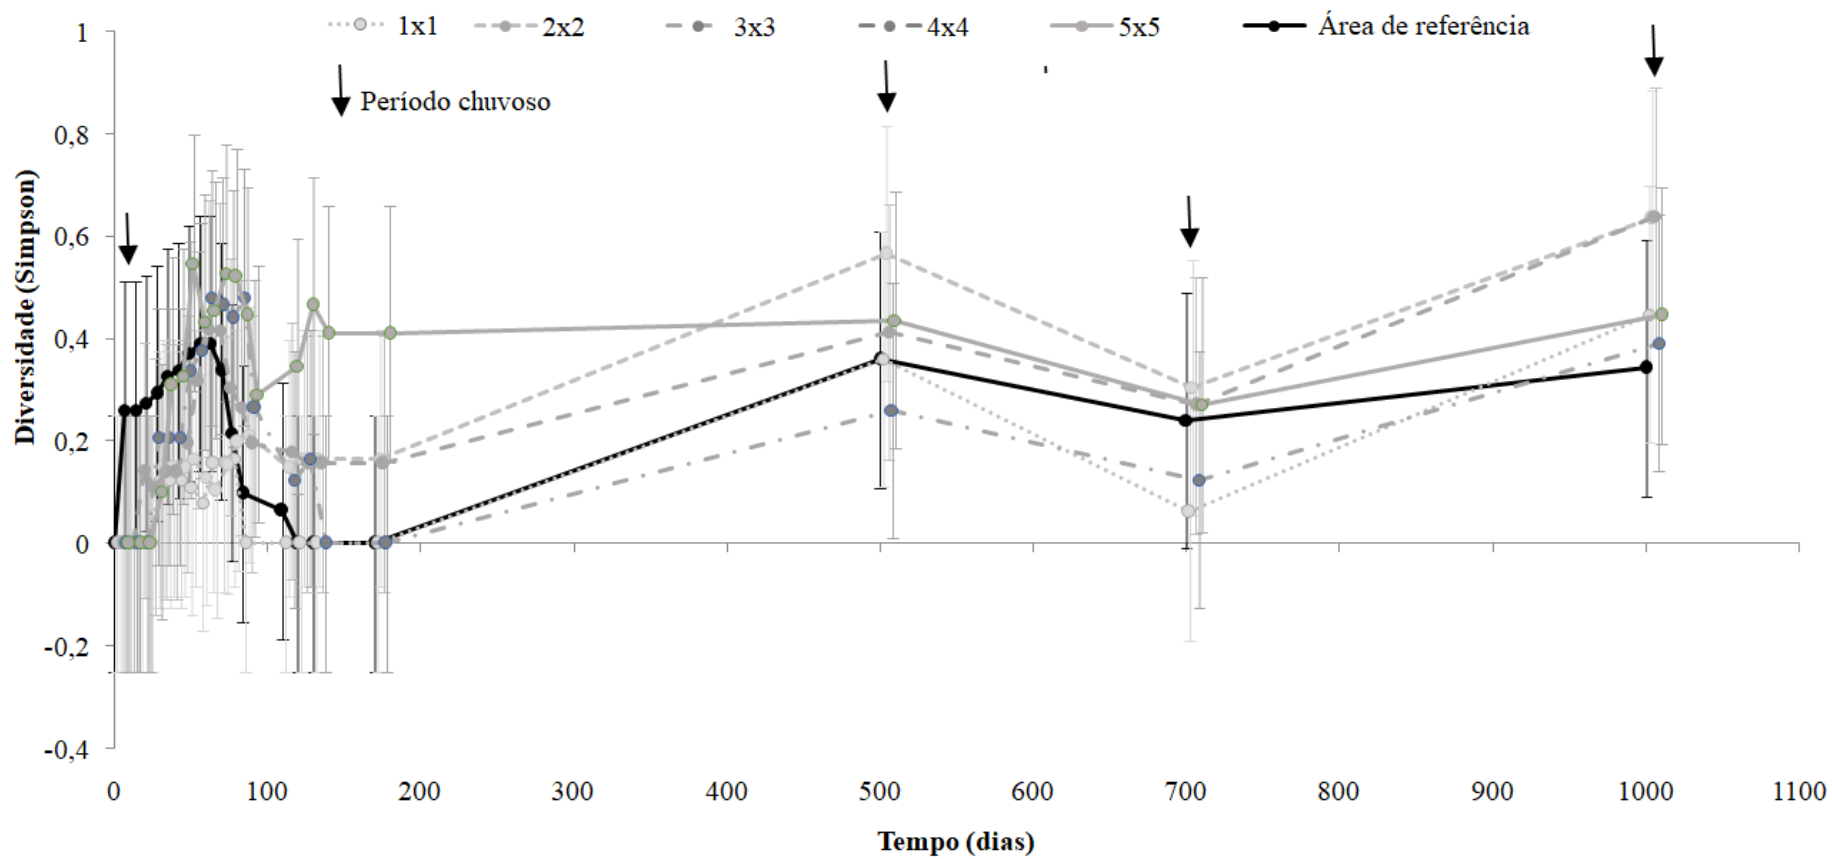 1x1 2x2 3x3 4x4 5x5 Área de referência
Período chuvoso
Diversidade (Simpson)
1
0,8
0,6
0,4
0,2
0
-0,2
-0,4
0 100 200 300 400 500 600 700 800 900 1000 1100
Tempo (dias)